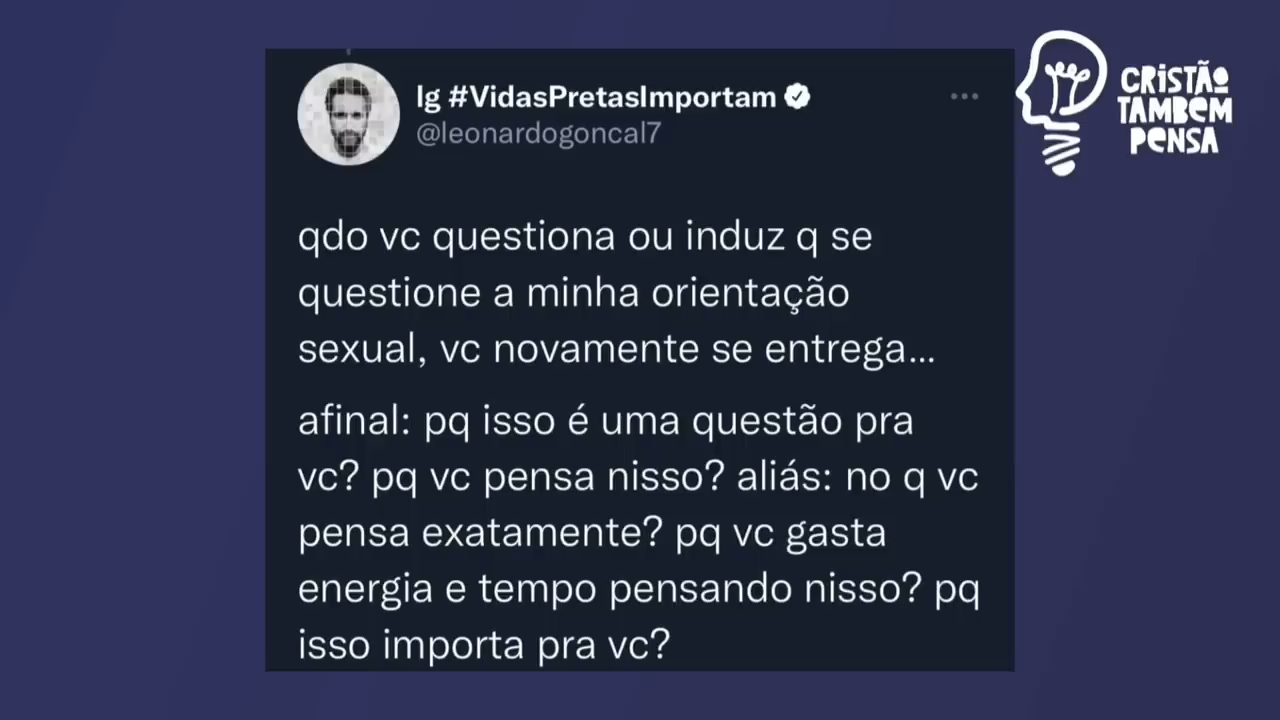 lg #VidasPretasImportam
@leonardogoncal7
qdo vc questiona ou induz q se
questione a minha orientação
sexual, vc novamente se entrega...
afinal: pq isso é uma questão pra
vc? pq vc pensa nisso? aliás: no q vc
pensa exatamente? pq vc gasta
energia e tempo pensando nisso? pq
isso importa pra vc?
CRISTÃO
TAMBEM
PENSA